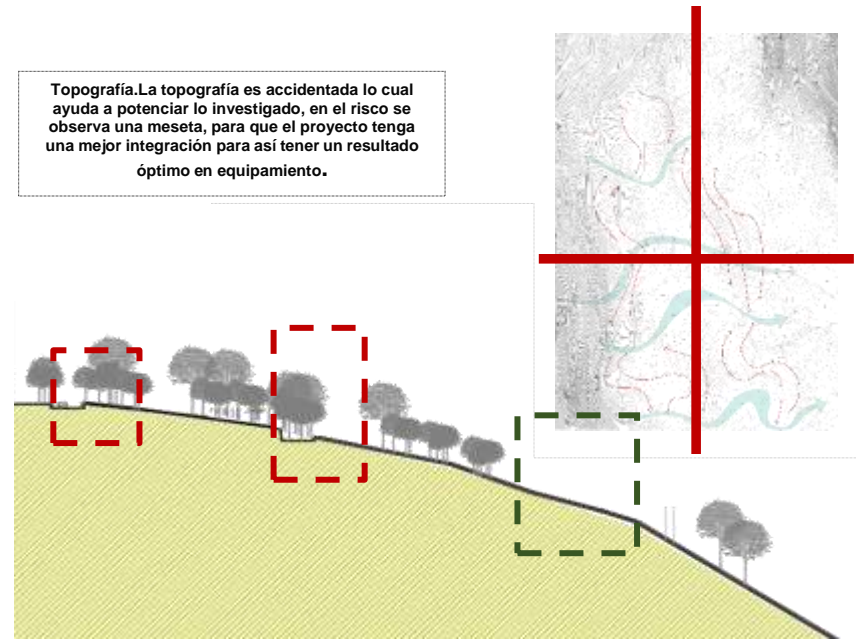 Topografía.La topografía es accidentada lo cual
ayuda a potenciar lo investigado, en el risco se
observa una meseta, para que el proyecto tenga
una mejor integración para así tener un resultado
óptimo en equipamiento.